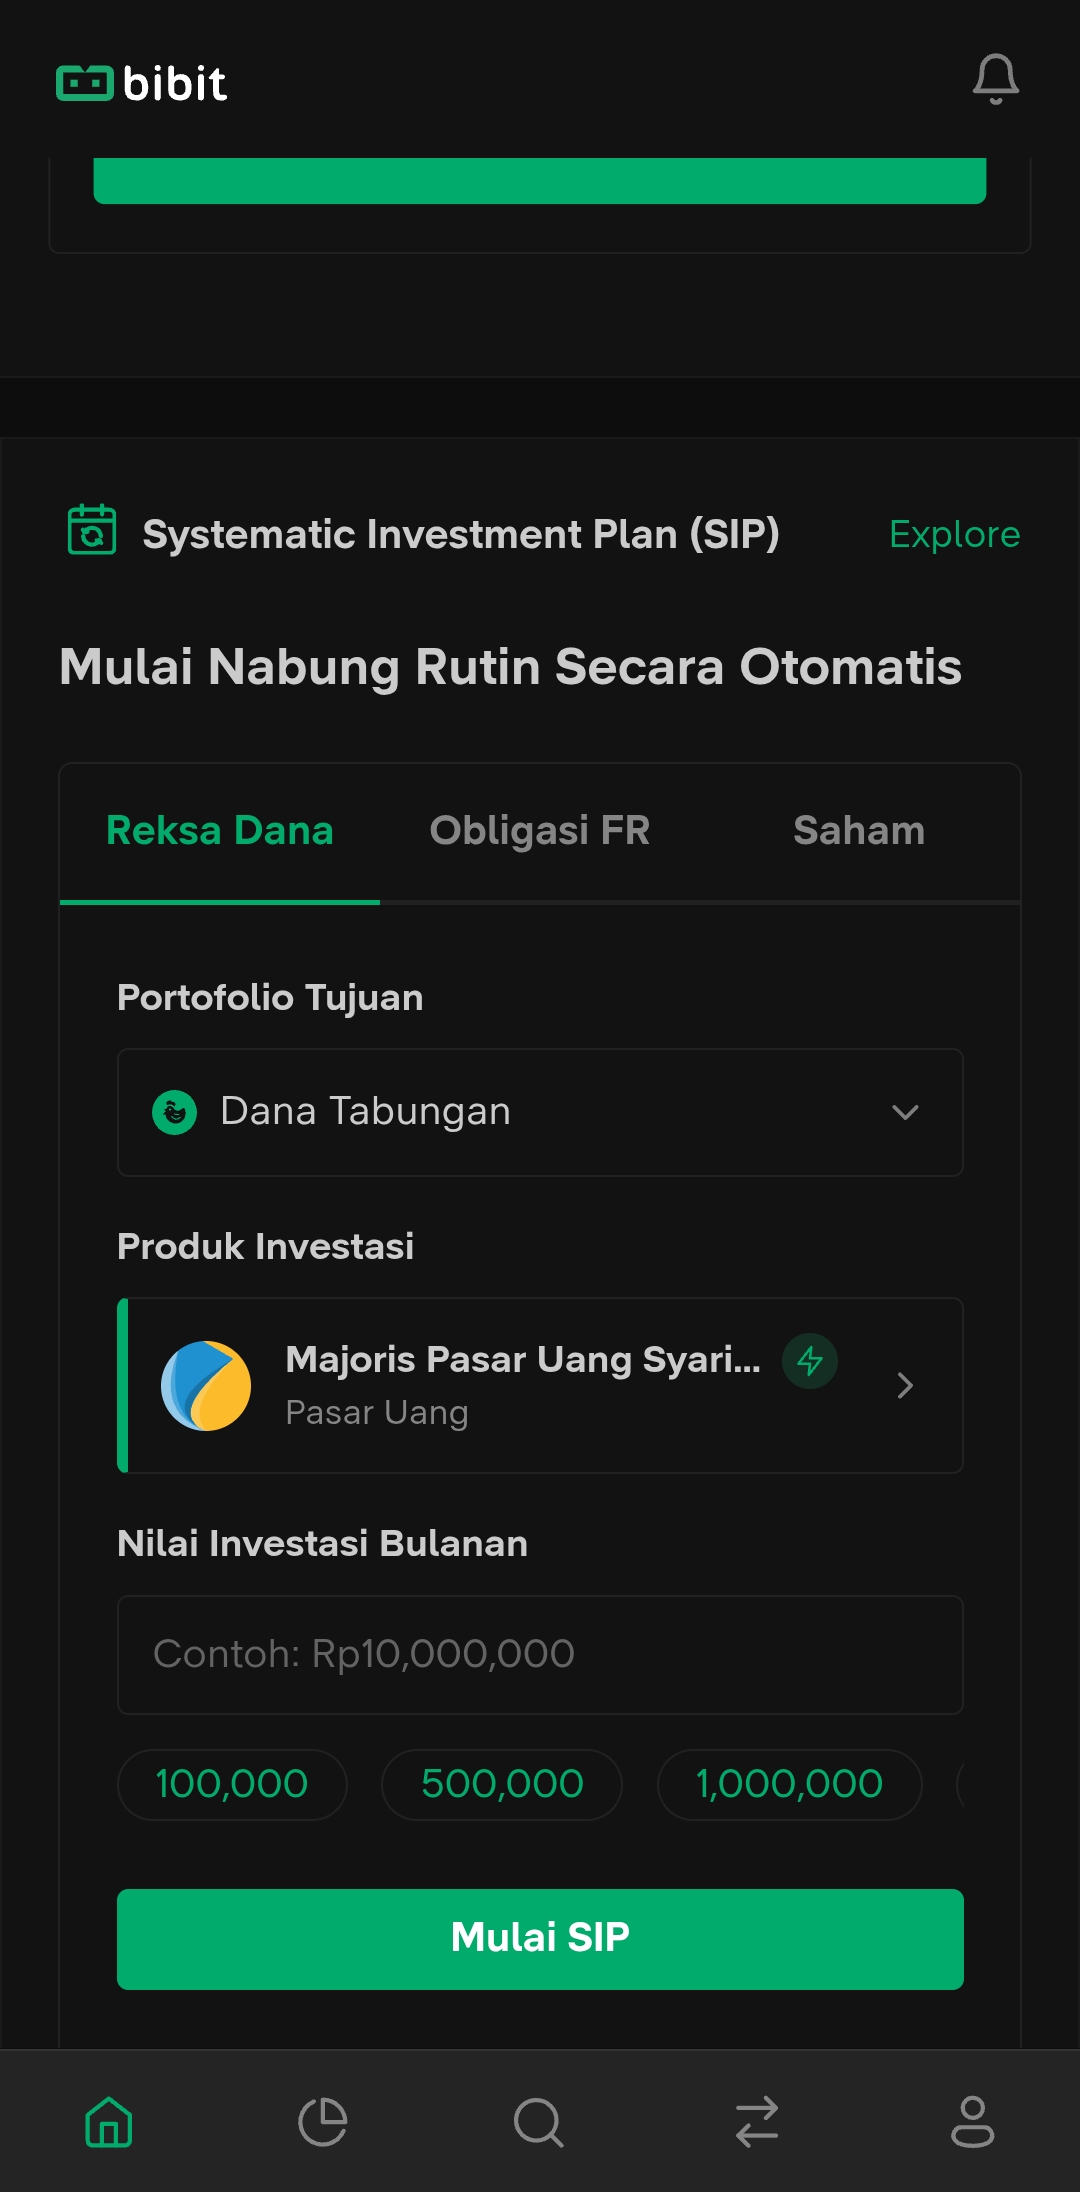 bibit
Systematic Investment Plan (SIP)
Explore
Mulai Nabung Rutin Secara Otomatis
Reksa Dana
Obligasi FR
Saham
Portofolio Tujuan
Dana Tabungan
Produk Investasi
Majoris Pasar Uang Syari...
Pasar Uang
Nilai Investasi Bulanan
Contoh: Rp10,000,000
100,000
500,000
1,000,000
Mulai SIP